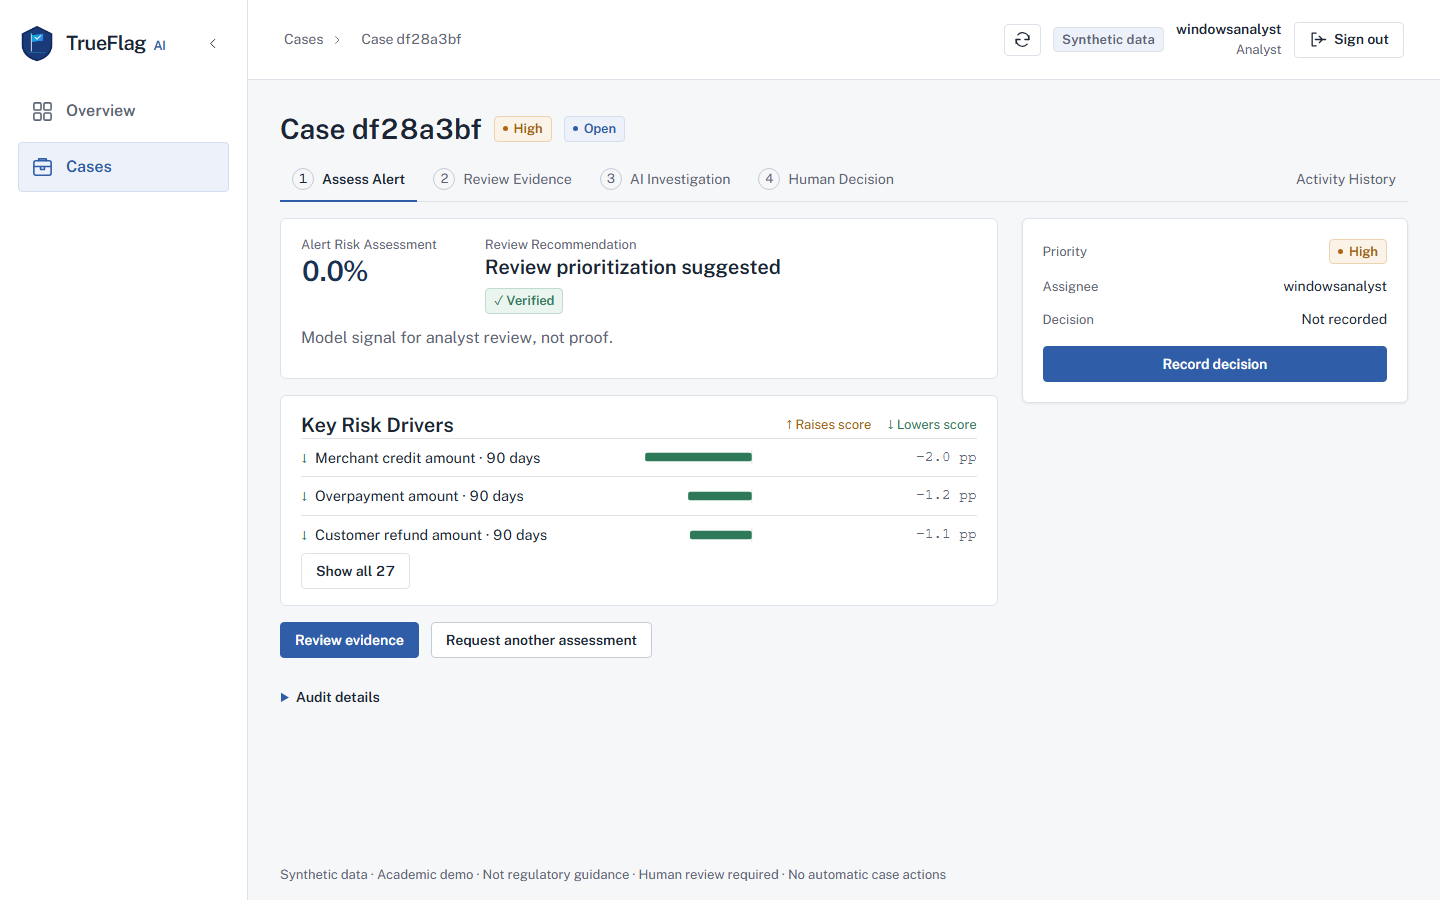 TrueFlag AI
Overview
Cases
Cases
Case df28a3bf
Synthetic data
windowsanalyst
Analyst
Sign out
Case df28a3bf
High
Open
1 Assess Alert
2 Review Evidence
3 AI Investigation
4 Human Decision
Activity History
Alert Risk Assessment
0.0%
Review Recommendation
Review prioritization suggested
✓ Verified
Model signal for analyst review, not proof.
Priority
High
Assignee
windowsanalyst
Decision
Not recorded
Record decision
Key Risk Drivers
↑ Raises score
↓ Lowers score
↓ Merchant credit amount · 90 days −2.0 pp
↓ Overpayment amount · 90 days −1.2 pp
↓ Customer refund amount · 90 days −1.1 pp
Show all 27
Review evidence
Request another assessment
Audit details
Synthetic data · Academic demo · Not regulatory guidance · Human review required · No automatic case actions